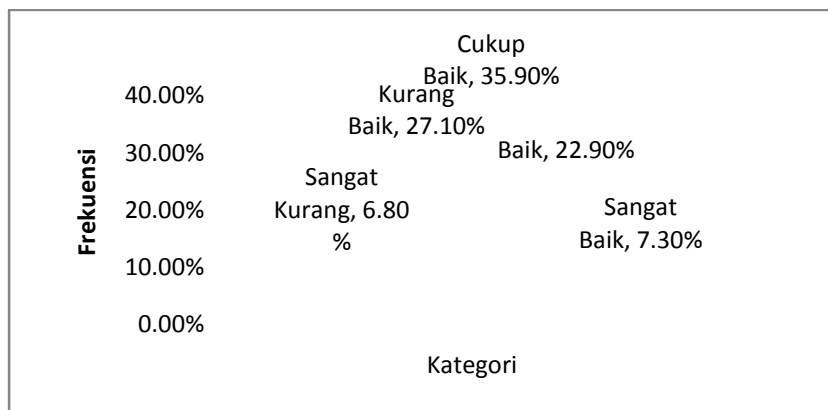 Cukup
Baik, 35.90%
40.00%
Kurang
Baik, 27.10%
30.00%
Baik, 22.90%
Frekuensi
Sangat
Kurang, 6.80
%
20.00%
Sangat
Baik, 7.30%
10.00%
0.00%
Kategori